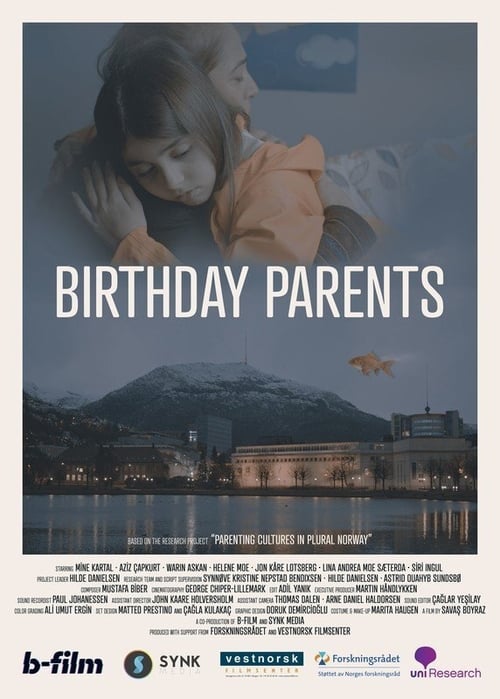 BIRTHDAY PARENTS
BASED ON THE RESEARCH PROJECT "PARENTING CULTURES IN PLURAL NORWAY"
STARRING MİNE KARTAL • AZİZ ÇAPKURT • WARIN ASKAN • HELENE MOE • JON KÅRE LOTSBERG • LINA ANDREA MOE SÆTERDA • SİRİ INGUL
PROJECT LEADER HILDE DANIELSEN RESEARCH TEAM AND SCRIPT SUPERVISION SYNNØVE KRISTINE NEPSTAD BENDIXSEN • HILDE DANIELSEN • ASTRID OUAHYB SUNDSBØ
COMPOSER MUSTAFA BİBER CINEMATOGRAPHY GEORGE CHIPER-LILLEMARK EDIT ADİL YANIK EXECUTIVE PRODUCER MARTIN HÅNDLYKKEN
SOUND RECORDIST PAUL JOHANESSEN ASSISTANT DIRECTOR JOHN KAARE HOLVERSHOLM ASSISTANT CAMERA THOMAS DALEN • ARNE DANIEL HALDORSEN SOUND EDITOR ÇAĞLAR YEŞİLAY
COLOR GRADING ALİ UMUT ERGİN SET DESIGN MATTEO PRESTINO AND ÇAĞLA KULAKAÇ GRAPHIC DESIGN DORUK DEMİRCİOĞLU COSTUME & MAKE-UP MARITA HAUGEN A FILM BY SAVAŞ BOYRAZ
A CO-PRODUCTION OF B-FILM AND SYNK MEDIA
PRODUCED WITH SUPPORT FROM FORSKNINGSRÅDET AND VESTNORSK FILMSENTER
b-film
SYNK
MEDIA
vestnorsk
FILMSENTER
Forskningsrådet
Støttet av Norges forskningsråd
uni Research